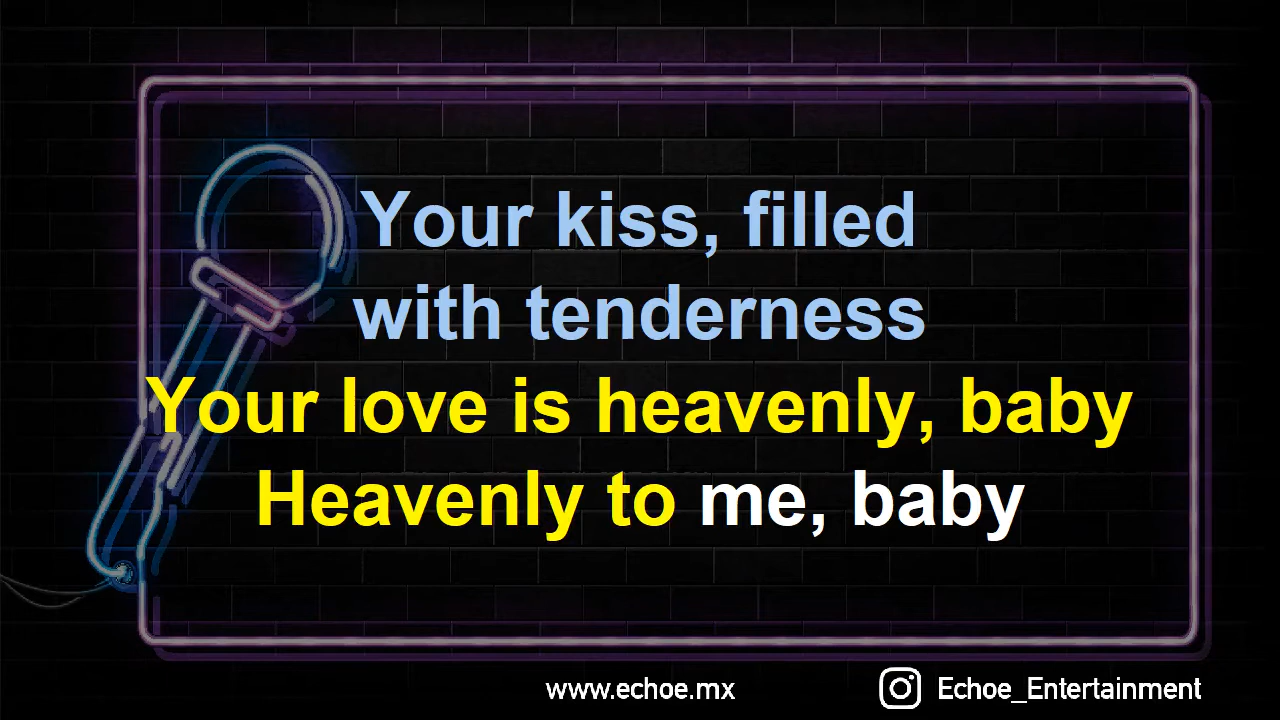 Your kiss, filled
with tenderness
Your love is heavenly, baby
Heavenly to me, baby
www.echoe.mx
Echoe_Entertainment